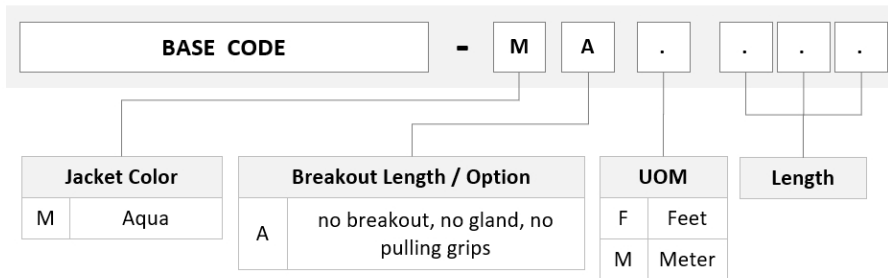 BASE CODE - M A . . . .
Jacket Color
M Aqua
Breakout Length / Option
A no breakout, no gland, no
pulling grips
UOM
F Feet
M Meter
Length